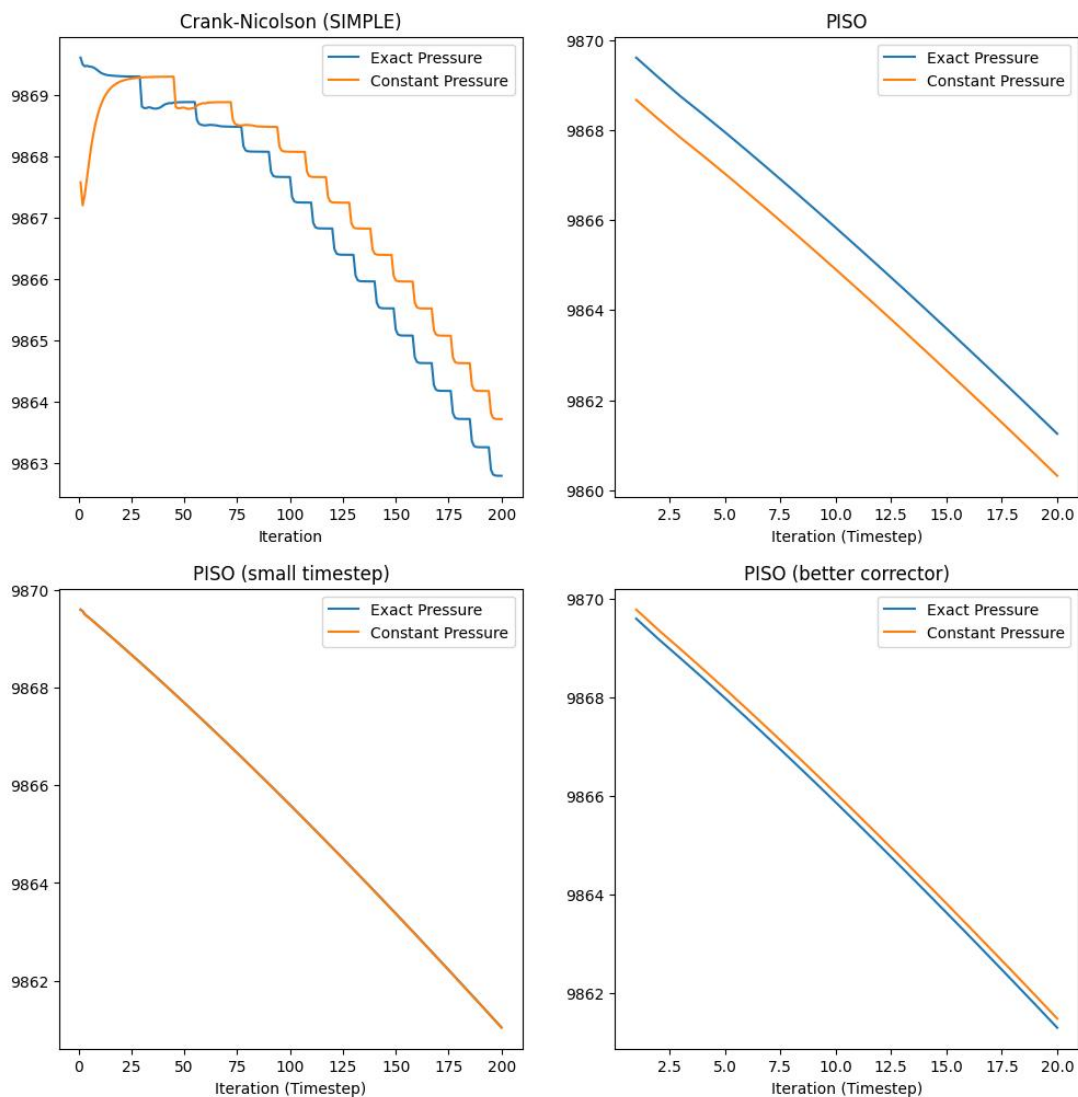 Crank-Nicolson (SIMPLE)
Exact Pressure
Constant Pressure
9869
9868
9867
9866
9865
9864
9863
0 25 50 75 100 125 150 175 200
Iteration
PISO
Exact Pressure
Constant Pressure
9870
9868
9866
9864
9862
9860
2.5 5.0 7.5 10.0 12.5 15.0 17.5 20.0
Iteration (Timestep)
PISO (small timestep)
Exact Pressure
Constant Pressure
9870
9868
9866
9864
9862
0 25 50 75 100 125 150 175 200
Iteration (Timestep)
PISO (better corrector)
Exact Pressure
Constant Pressure
9870
9868
9866
9864
9862
2.5 5.0 7.5 10.0 12.5 15.0 17.5 20.0
Iteration (Timestep)